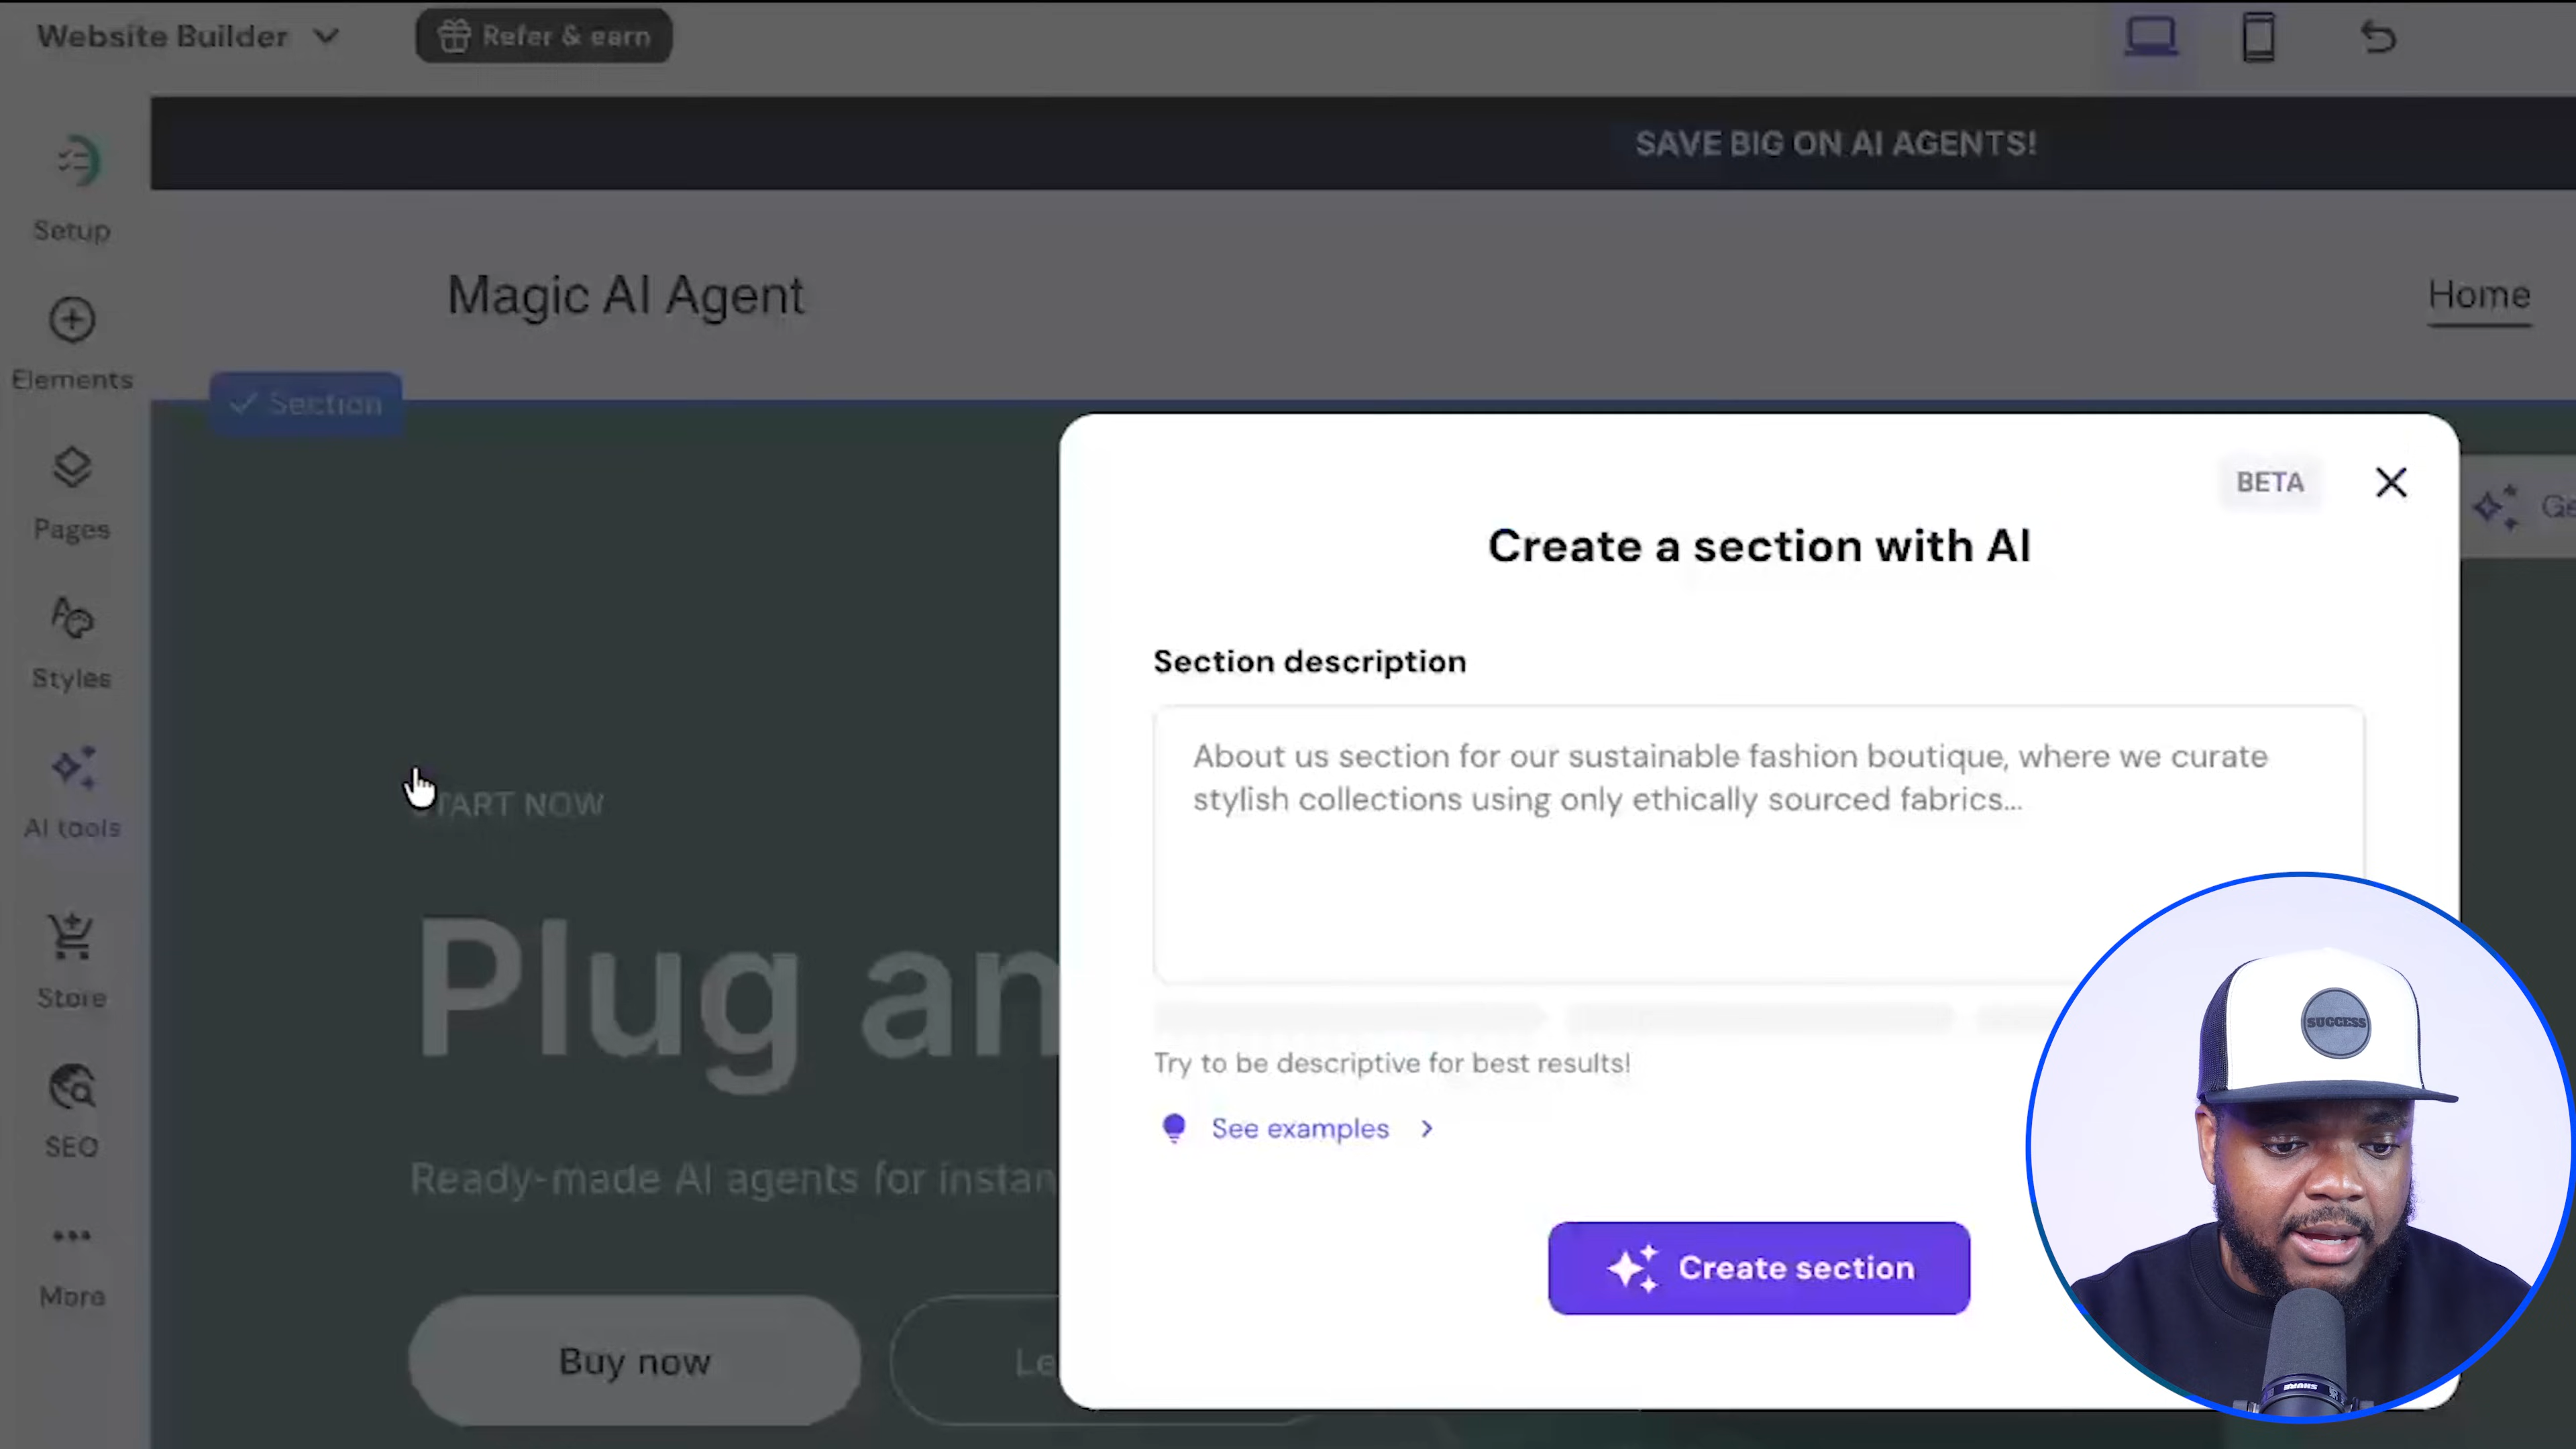 Website Builder
Refer & earn
SAVE BIG ON AI AGENTS!
Setup
Magic AI Agent
Home
Elements
Section
BETA
Create a section with AI
Pages
Section description
Styles
About us section for our sustainable fashion boutique, where we curate
stylish collections using only ethically sourced fabrics...
AI tools
START NOW
Store
Plug an
SUCCESS
Try to be descriptive for best results!
See examples
SEO
Ready-made AI agents for instan
Create section
More
Buy now
Le